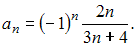 aₙ = (−1)ⁿ 2n / (3n + 4).